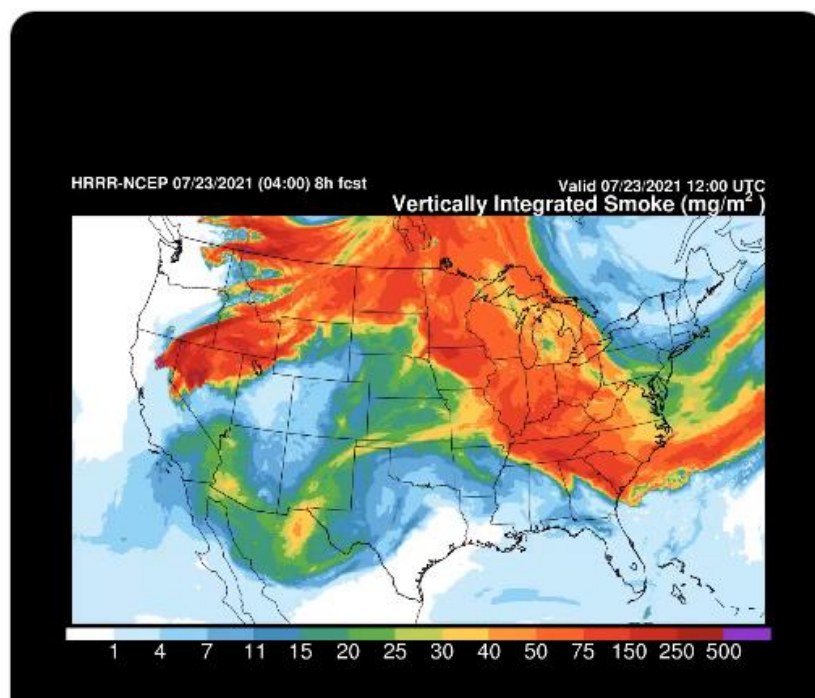 HRRR-NCEP 07/23/2021 (04:00) 8h fcst
Valid 07/23/2021 12:00 UTC
Vertically Integrated Smoke (mg/m²)
1 4 7 11 15 20 25 30 40 50 75 150 250 500